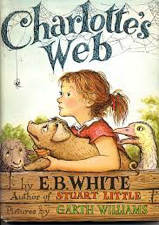 Charlotte's
Web
by E.B. WHITE
Author of STUART LITTLE
Pictures by GARTH WILLIAMS